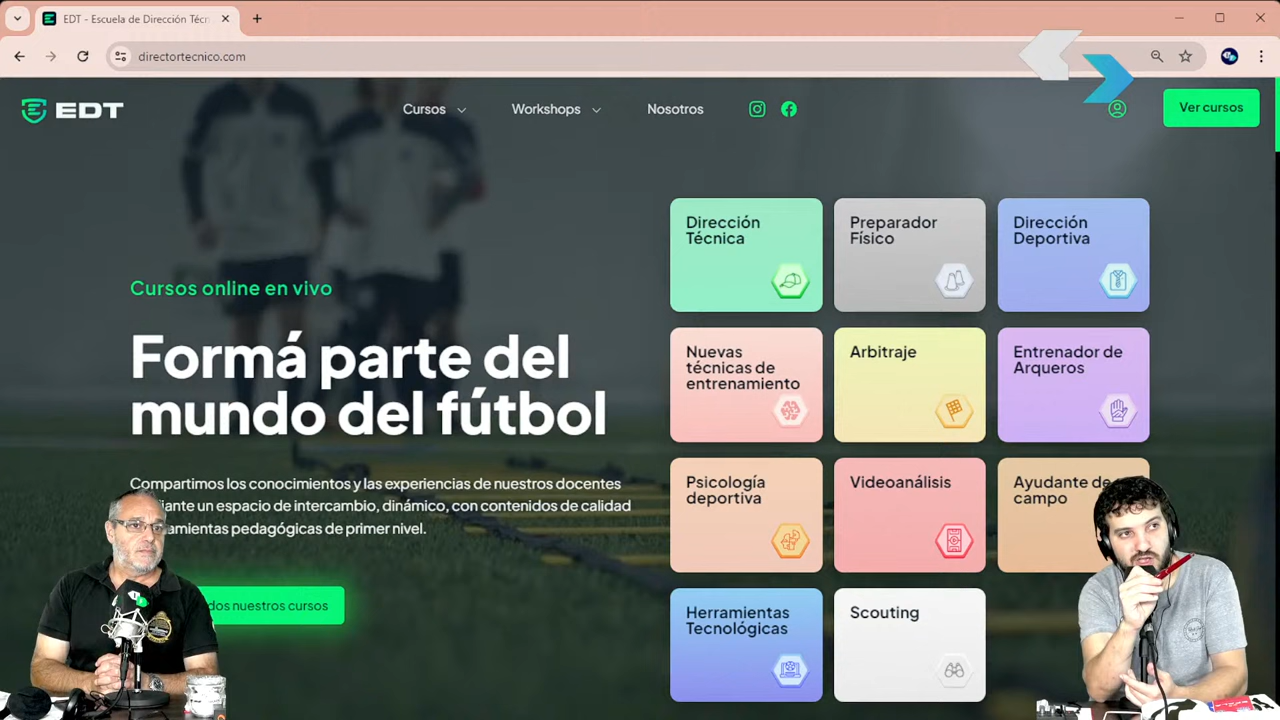 EDT - Escuela de Dirección Técn
directortecnico.com
EDT
Cursos
Workshops
Nosotros
Ver cursos
Cursos online en vivo
Formá parte del
mundo del fútbol
Compartimos los conocimientos y las experiencias de nuestros docentes
ante un espacio de intercambio, dinámico, con contenidos de calidad
amientas pedagógicas de primer nivel.
dos nuestros cursos
Dirección
Técnica
Preparador
Físico
Dirección
Deportiva
Nuevas
técnicas de
entrenamiento
Arbitraje
Entrenador de
Arqueros
Psicología
deportiva
Videoanálisis
Ayudante de
campo
Herramientas
Tecnológicas
Scouting